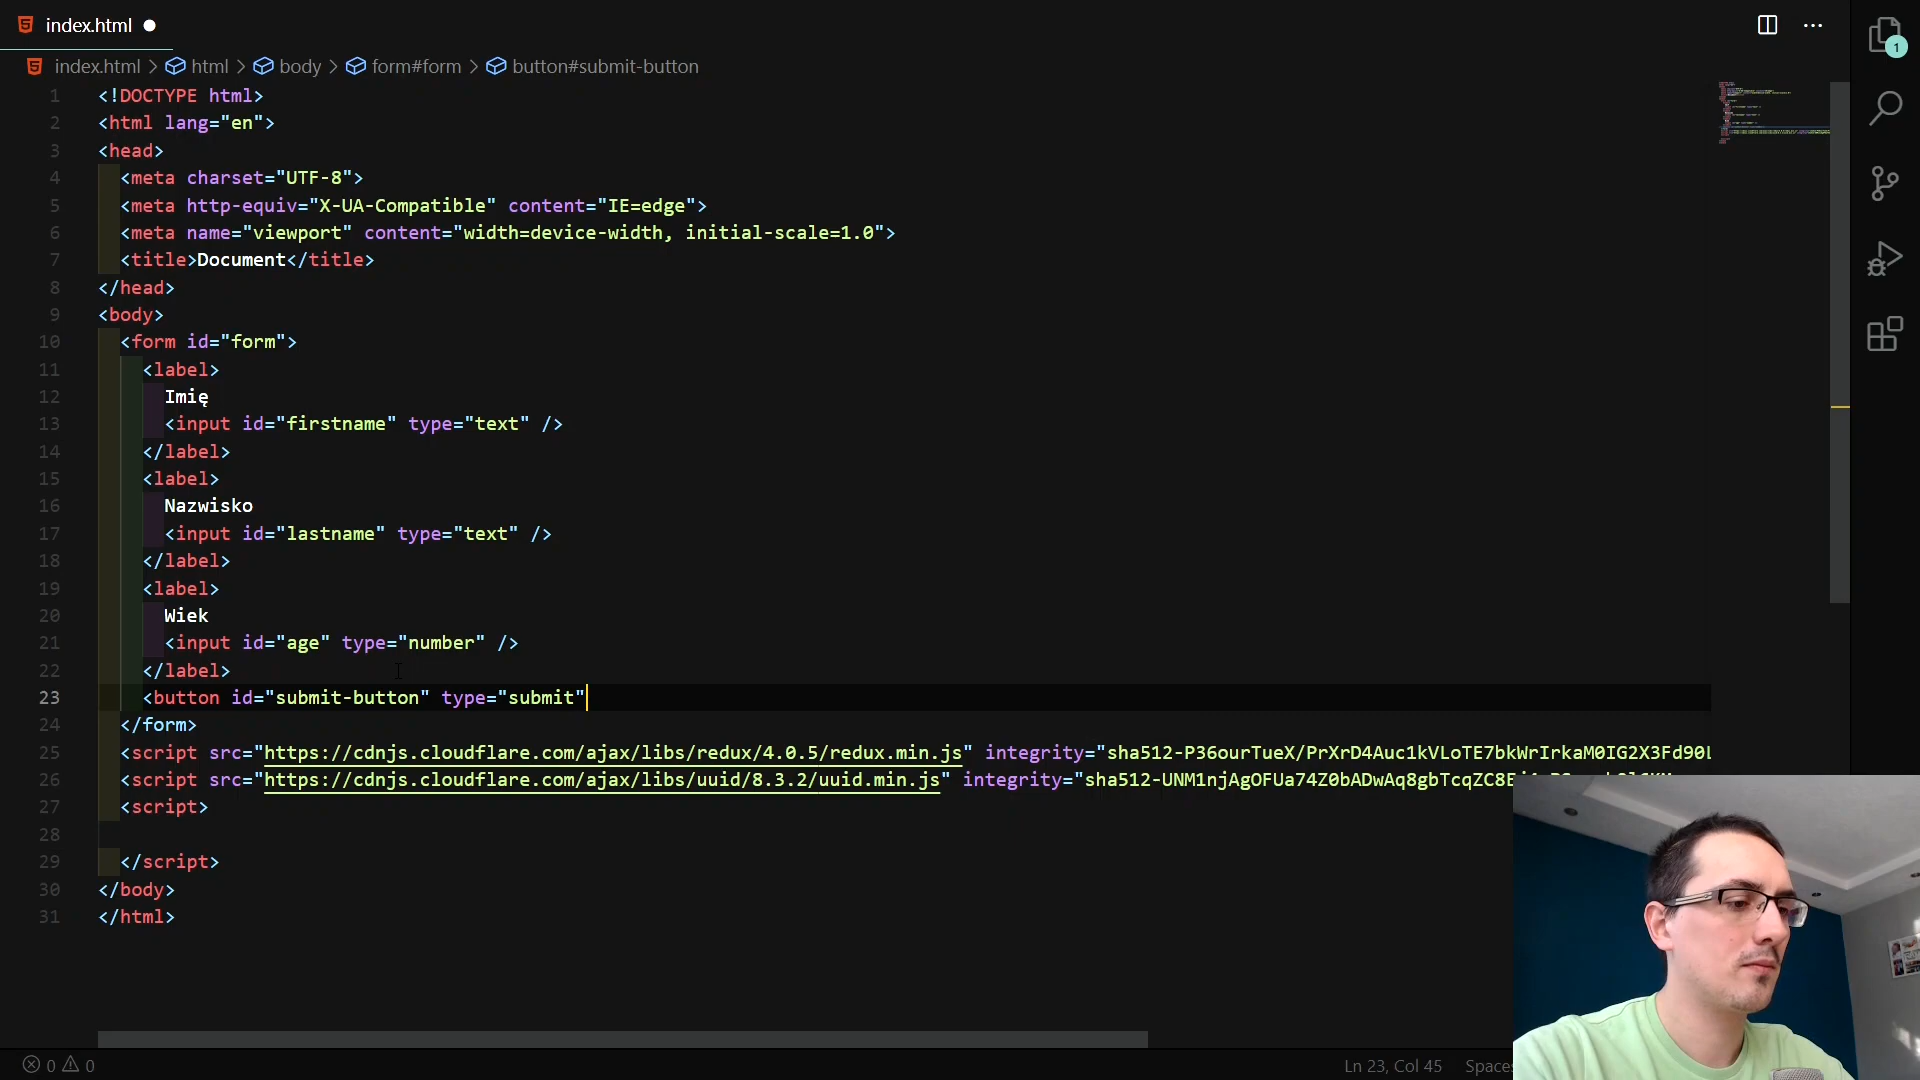 index.html
index.html > html > body > form#form > button#submit-button
1 <!DOCTYPE html>
2 <html lang="en">
3 <head>
4 <meta charset="UTF-8">
5 <meta http-equiv="X-UA-Compatible" content="IE=edge">
6 <meta name="viewport" content="width=device-width, initial-scale=1.0">
7 <title>Document</title>
8 </head>
9 <body>
10 <form id="form">
11 <label>
12 Imię
13 <input id="firstname" type="text" />
14 </label>
15 <label>
16 Nazwisko
17 <input id="lastname" type="text" />
18 </label>
19 <label>
20 Wiek
21 <input id="age" type="number" />
22 </label>
23 <button id="submit-button" type="submit"
24 </form>
25 <script src="https://cdnjs.cloudflare.com/ajax/libs/redux/4.0.5/redux.min.js" integrity="sha512-P36ourTueX/PrXrD4Auc1kVLoTE7bkWrIrkaM0IG2X3Fd90
26 <script src="https://cdnjs.cloudflare.com/ajax/libs/uuid/8.3.2/uuid.min.js" integrity="sha512-UNM1njAgOFUa74Z0bADwAq8gbTcqZC8E
27 <script>
28
29 </script>
30 </body>
31 </html>
1
0 0
Ln 23, Col 45 Spaces